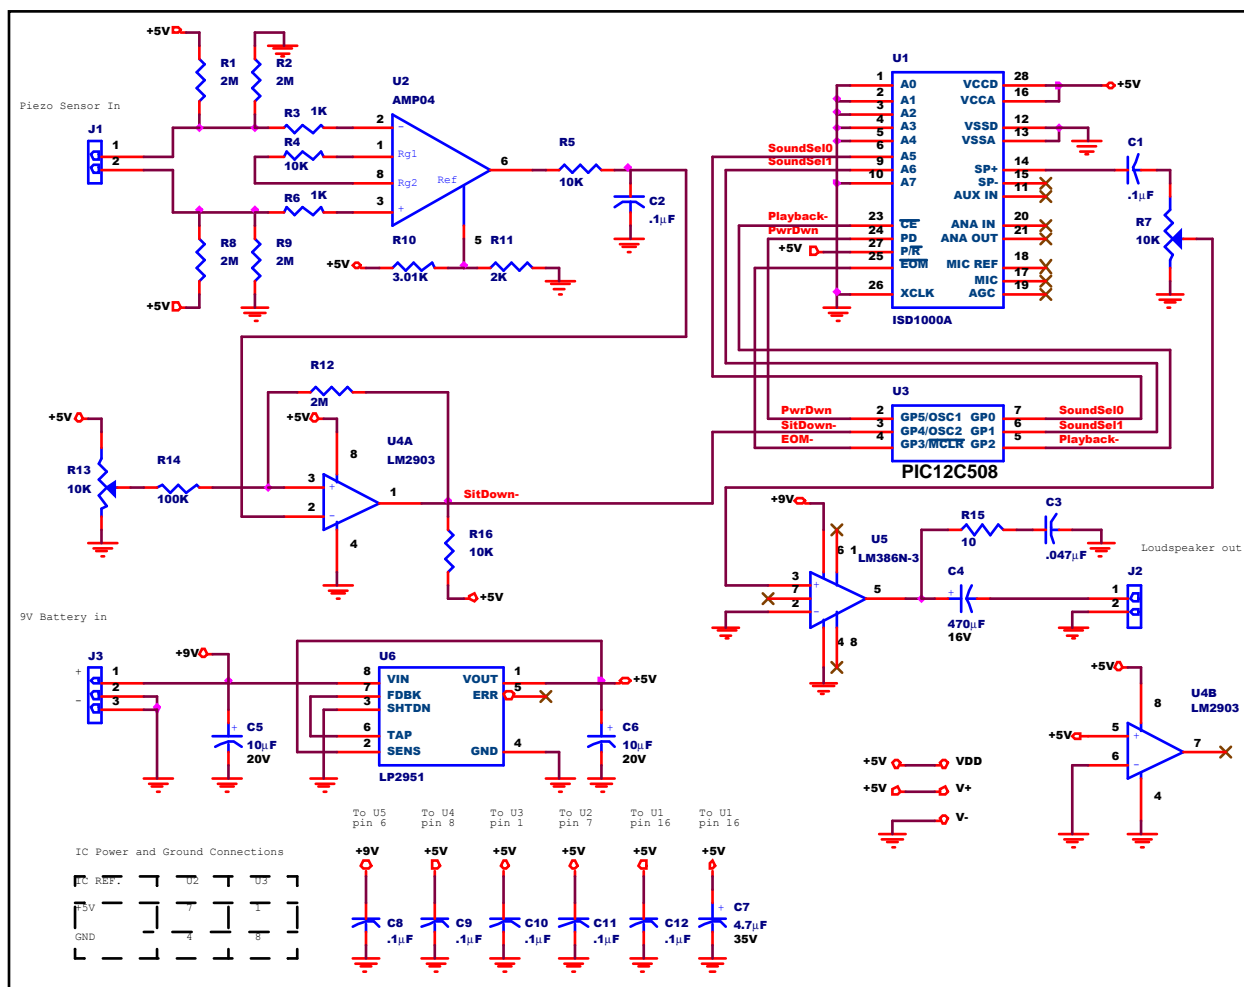 +5V
R1
2M
R2
2M
Piezo Sensor In
J1
1
2
R3 1K
R4
10K
R6 1K
R8
2M
R9
2M
+5V
U2
AMP04
2
1
8
3
−
Rg1
Rg2
+
Ref
6
5
R5
10K
C2
.1µF
R10
3.01K
+5V
R11
2K
U1
1 A0 VCCD 28
2 A1 VCCA 16
3 A2
4 A3 VSSD 12
5 A4 VSSA 13
SoundSel0 6 A5 SP+ 14
SoundSel1 9 A6 SP- 15
10 A7 AUX IN 11
Playback- 23 CE ANA IN 20
PwrDwn 24 PD ANA OUT 21
+5V 27 P/R
25 EOM MIC REF 18
MIC 17
26 XCLK AGC 19
ISD1000A
+5V
C1
.1µF
R7
10K
R12
2M
+5V
U4A
LM2903
8
3 +
2 −
1
4
+5V
R13
10K
R14
100K
SitDown-
R16
10K
+5V
U3
PwrDwn 2 GP5/OSC1 GP0 7 SoundSel0
SitDown- 3 GP4/OSC2 GP1 6 SoundSel1
EOM- 4 GP3/MCLR GP2 5 Playback-
PIC12C508
+9V
U5
LM386N-3
6 1
3 +
7
2 −
5
4 8
R15
10
C3
.047µF
C4
+
470µF
16V
Loudspeaker out
J2
1
2
9V Battery in
J3
+ 1
− 2
3
+9V
C5
+
10µF
20V
U6
8 VIN VOUT 1
7 FDBK ERR 5
3 SHTDN
6 TAP
2 SENS GND 4
LP2951
+5V
C6
+
10µF
20V
+5V
U4B
LM2903
8
+5V 5 +
6 −
7
4
+5V VDD
+5V V+
V-
To U5
pin 6
To U4
pin 8
To U3
pin 1
To U2
pin 7
To U1
pin 16
To U1
pin 16
+9V
+5V
+5V
+5V
+5V
+5V
C8
.1µF
C9
.1µF
C10
.1µF
C11
.1µF
C12
.1µF
C7
+
4.7µF
35V
IC Power and Ground Connections
IC REF. U2 U3
+5V 7 1
GND 4 8